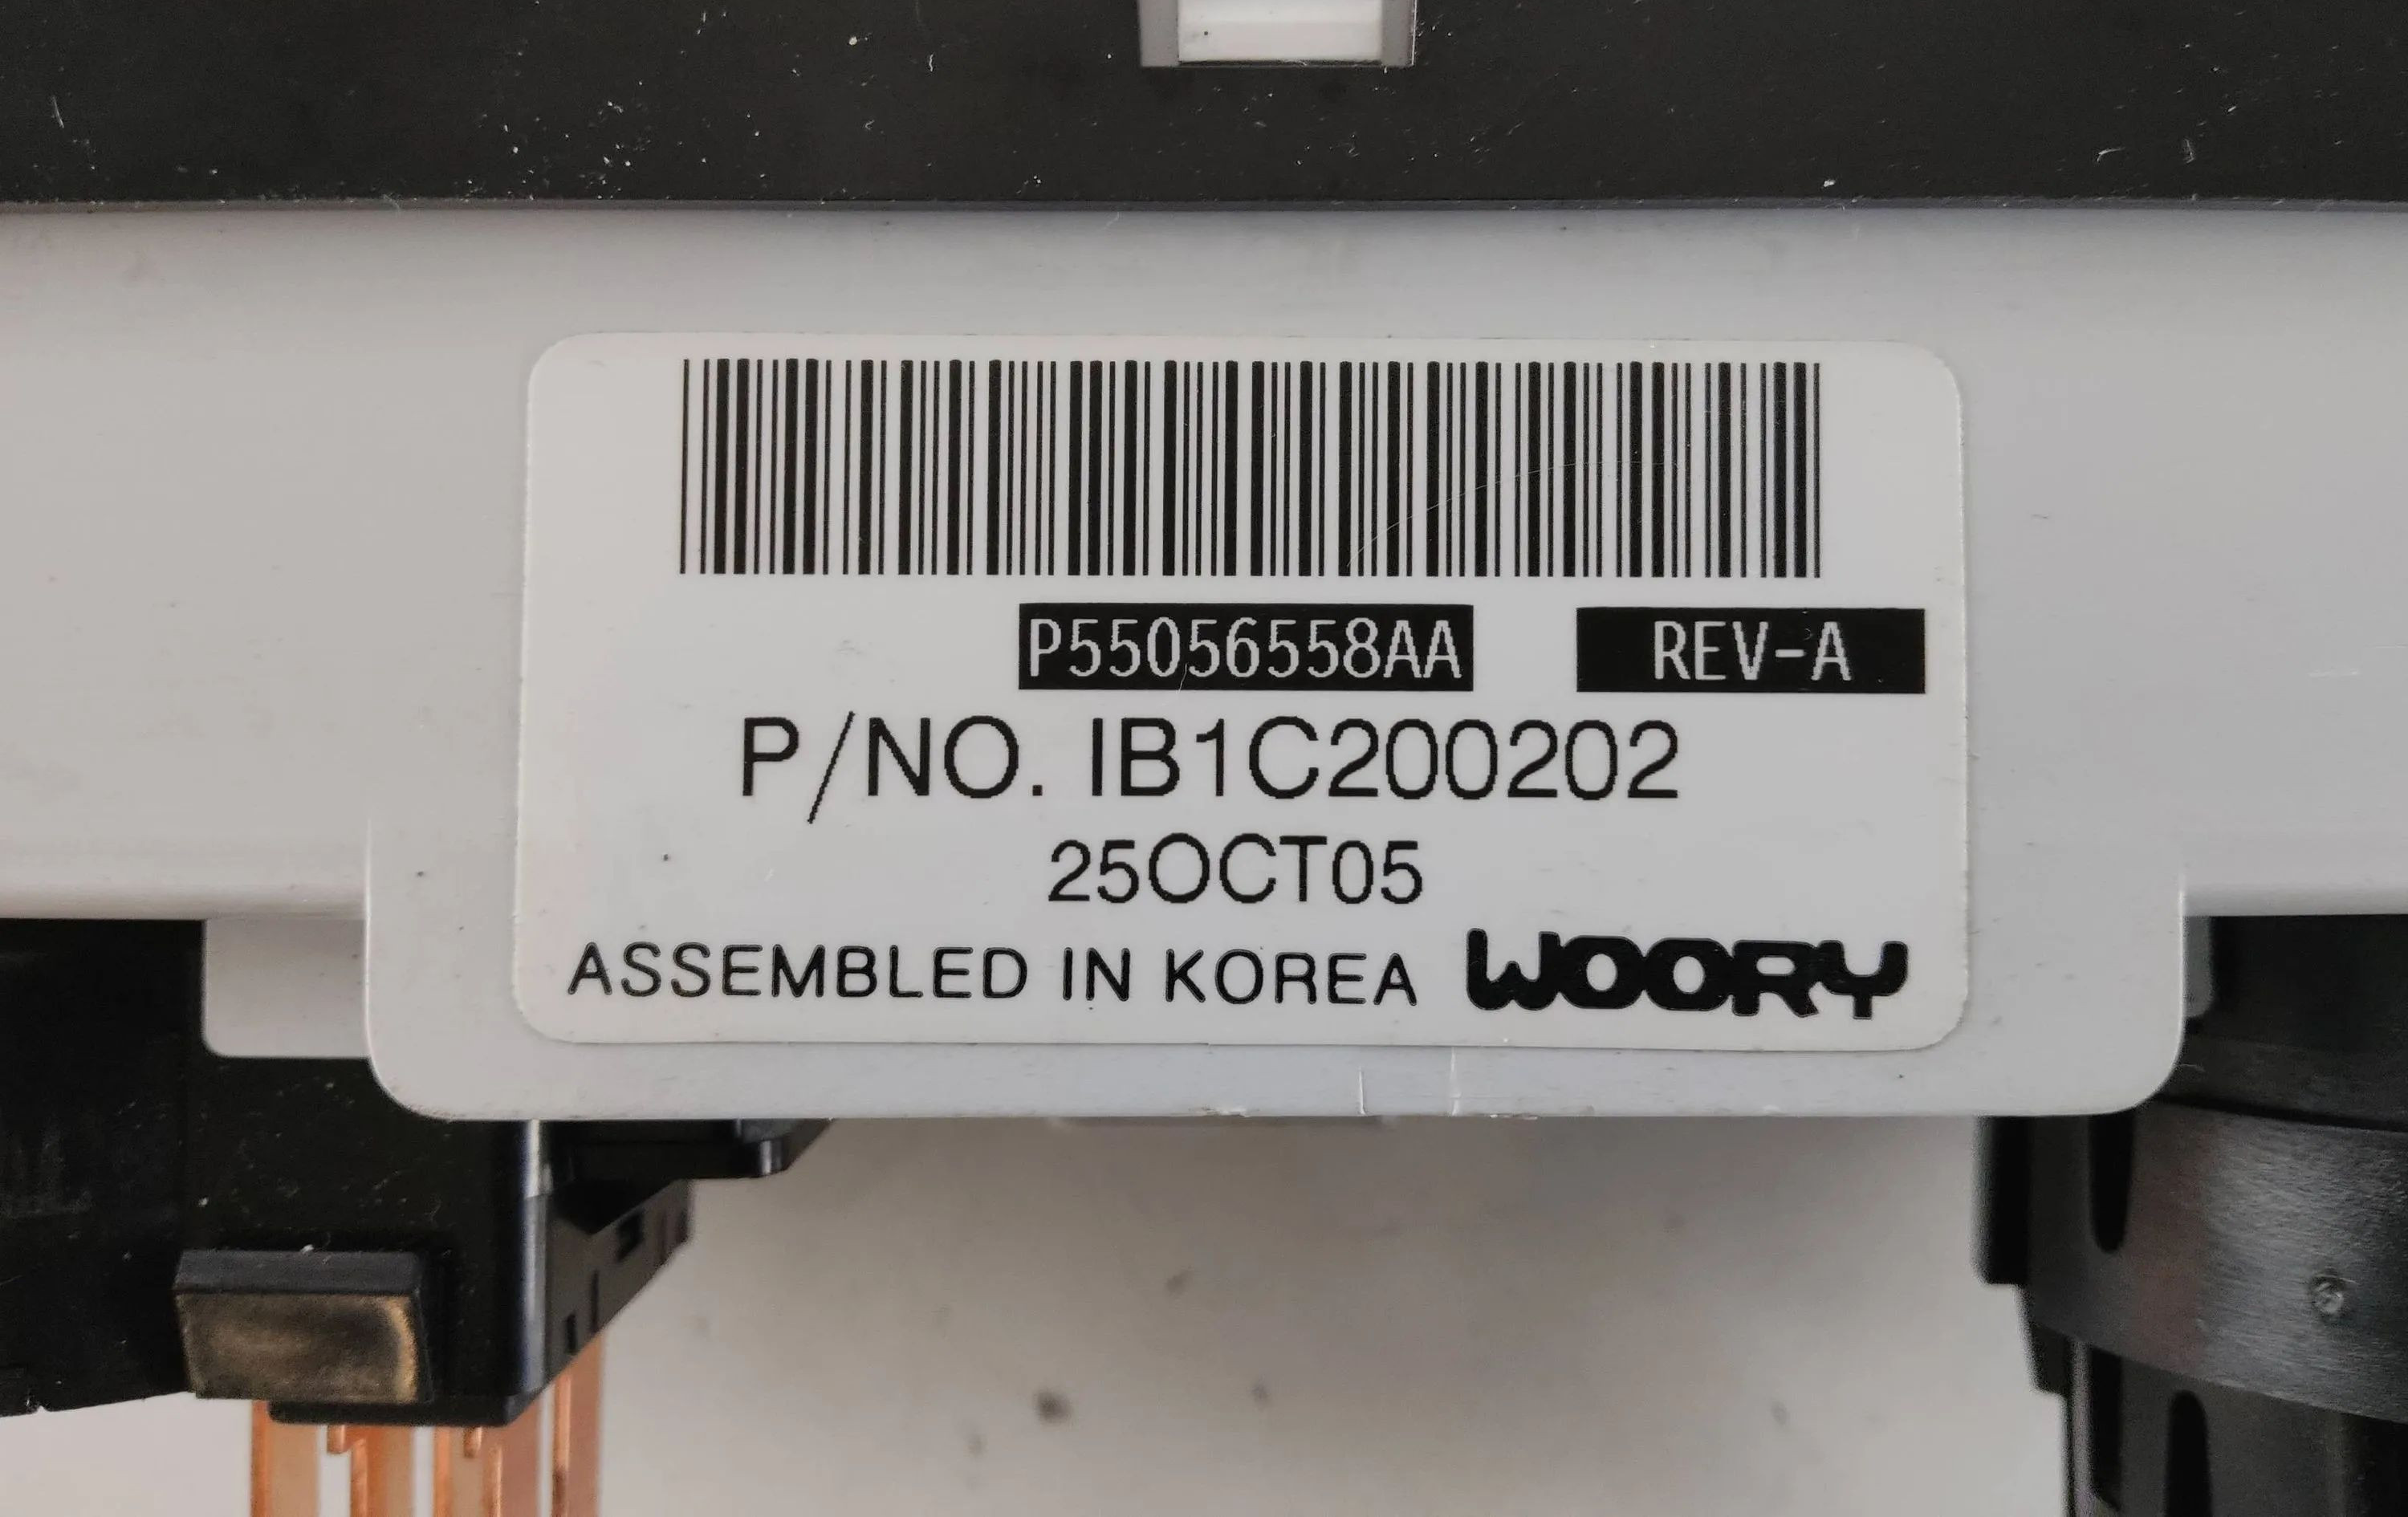 P55056558AA REV-A
P/NO. IB1C200202
25OCT05
ASSEMBLED IN KOREA WOORY